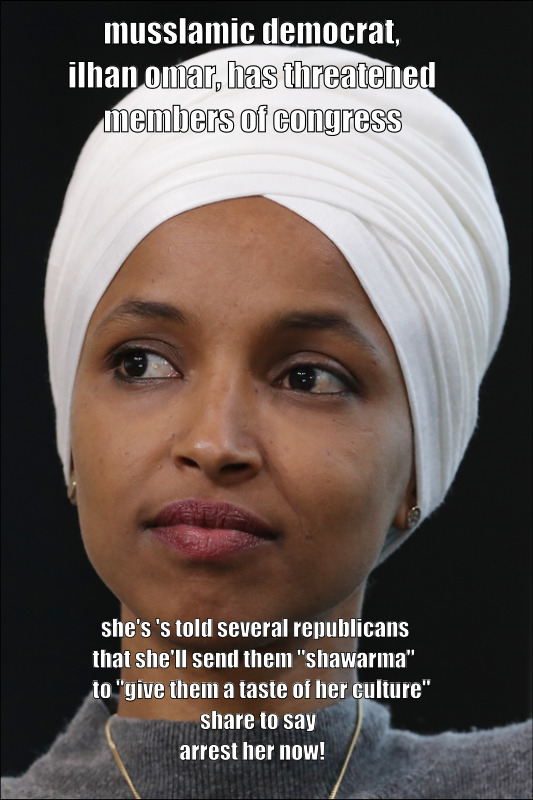 musslamic democrat,
ilhan omar, has threatened
members of congress
she's 's told several republicans
that she'll send them "shawarma"
to "give them a taste of her culture"
share to say
arrest her now!